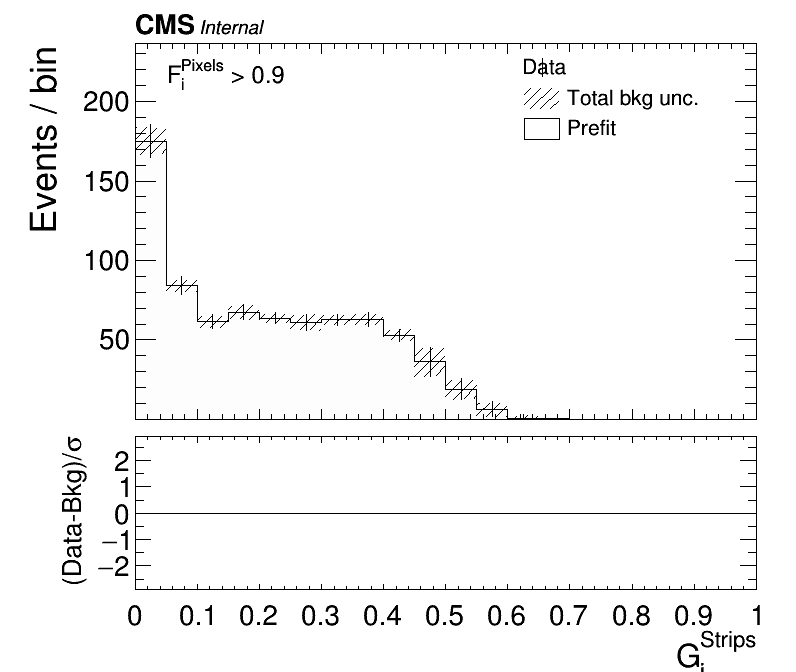 CMS Internal
F_i^Pixels > 0.9
Data
Total bkg unc.
Prefit
Events / bin
200
150
100
50
(Data-Bkg)/σ
2
1
0
−1
−2
0 0.1 0.2 0.3 0.4 0.5 0.6 0.7 0.8 0.9 1
G_i^Strips